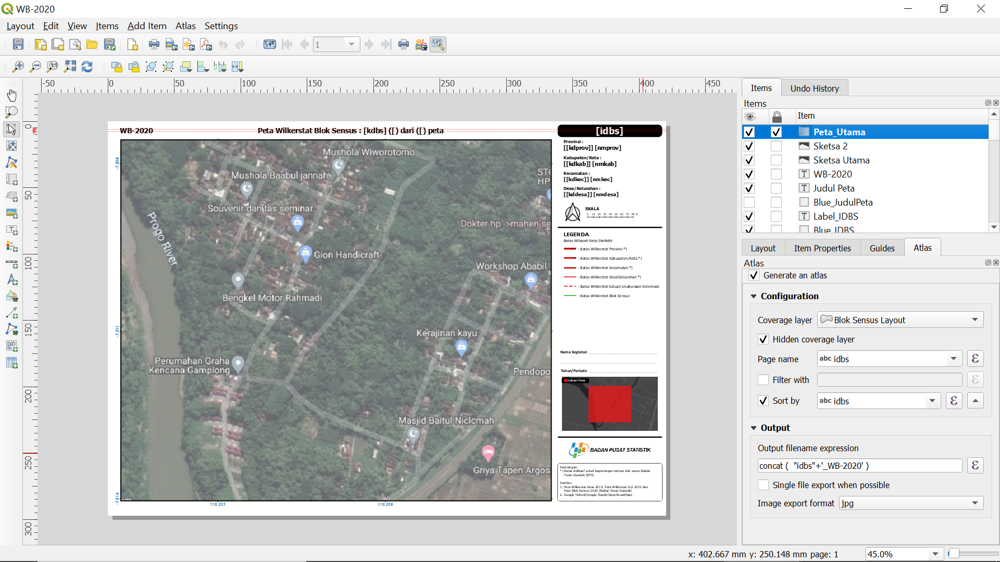 WB-2020
Layout Edit View Items Add Item Atlas Settings
1
-50 0 50 100 150 200 250 300 350 400 450
0
50
100
150
200
250
300
WB-2020
Peta Wilkerstat Blok Sensus : [kdbs] ([) dari ([) peta
Mushola Wiworotomo
Mushola Baabul jannah
Souvenir dan tas seminar
Progo River
Gion Handicraft
Bengkel Motor Rahmadi
STO
HP
Dokter hp ->mahen se
Workshop Ababil
Kerajinan kayu
Perumahan Graha
Kencana Gamplong
Pendopo
Masjid Baitul Niclcmah
Griya Tapen Argos
-7.809
-7.811
-7.814
110.233
110.236
[idbs]
Provinsi :
[[kdprov]] [nmprov]
Kabupaten/Kota :
[[kdkab]] [nmkab]
Kecamatan :
[[kdkec]] [nmkec]
Desa/Kelurahan :
[[kddesa]] [nmdesa]
SKALA
0 10 20 30 40 50 60 70 80 m
LEGENDA
Batas Wilayah Kerja Statistik
: Batas Wilkerstat Provinsi *)
: Batas Wilkerstat Kabupaten/Kota *)
: Batas Wilkerstat Kecamatan *)
: Batas Wilkerstat Desa\Kelurahan *)
: Batas Wilkerstat Satuan Lingkungan Setempat
: Batas Wilkerstat Blok Sensus
Nama Kegiatan
Tahun/Periode
Lokasi Peta
BADAN PUSAT STATISTIK
Keterangan:
*) Batas indikatif untuk kepentingan sensus dan survei Badan
Pusat Statistik (BPS)
Sumber:
1. Peta Wilkerstat Desa 2019, Peta Wilkerstat SLS 2019 dan
Peta Blok Sensus 2020 (Badan Pusat Statistik)
2. Google Hybrid/Google Roads/OpenStreetMaps
Items Undo History
Items
Item
Peta_Utama
Sketsa 2
Sketsa Utama
T WB-2020
T Judul Peta
Blue_JudulPeta
T Label_IDBS
Blue IDBS
Layout Item Properties Guides Atlas
Atlas
Generate an atlas
Configuration
Coverage layer Blok Sensus Layout
Hidden coverage layer
Page name abc idbs ε
Filter with ε
Sort by abc idbs ε
Output
Output filename expression
concat ( "idbs"+'_WB-2020' ) ε
Single file export when possible
Image export format jpg
x: 402.667 mm y: 250.148 mm page: 1 45.0%